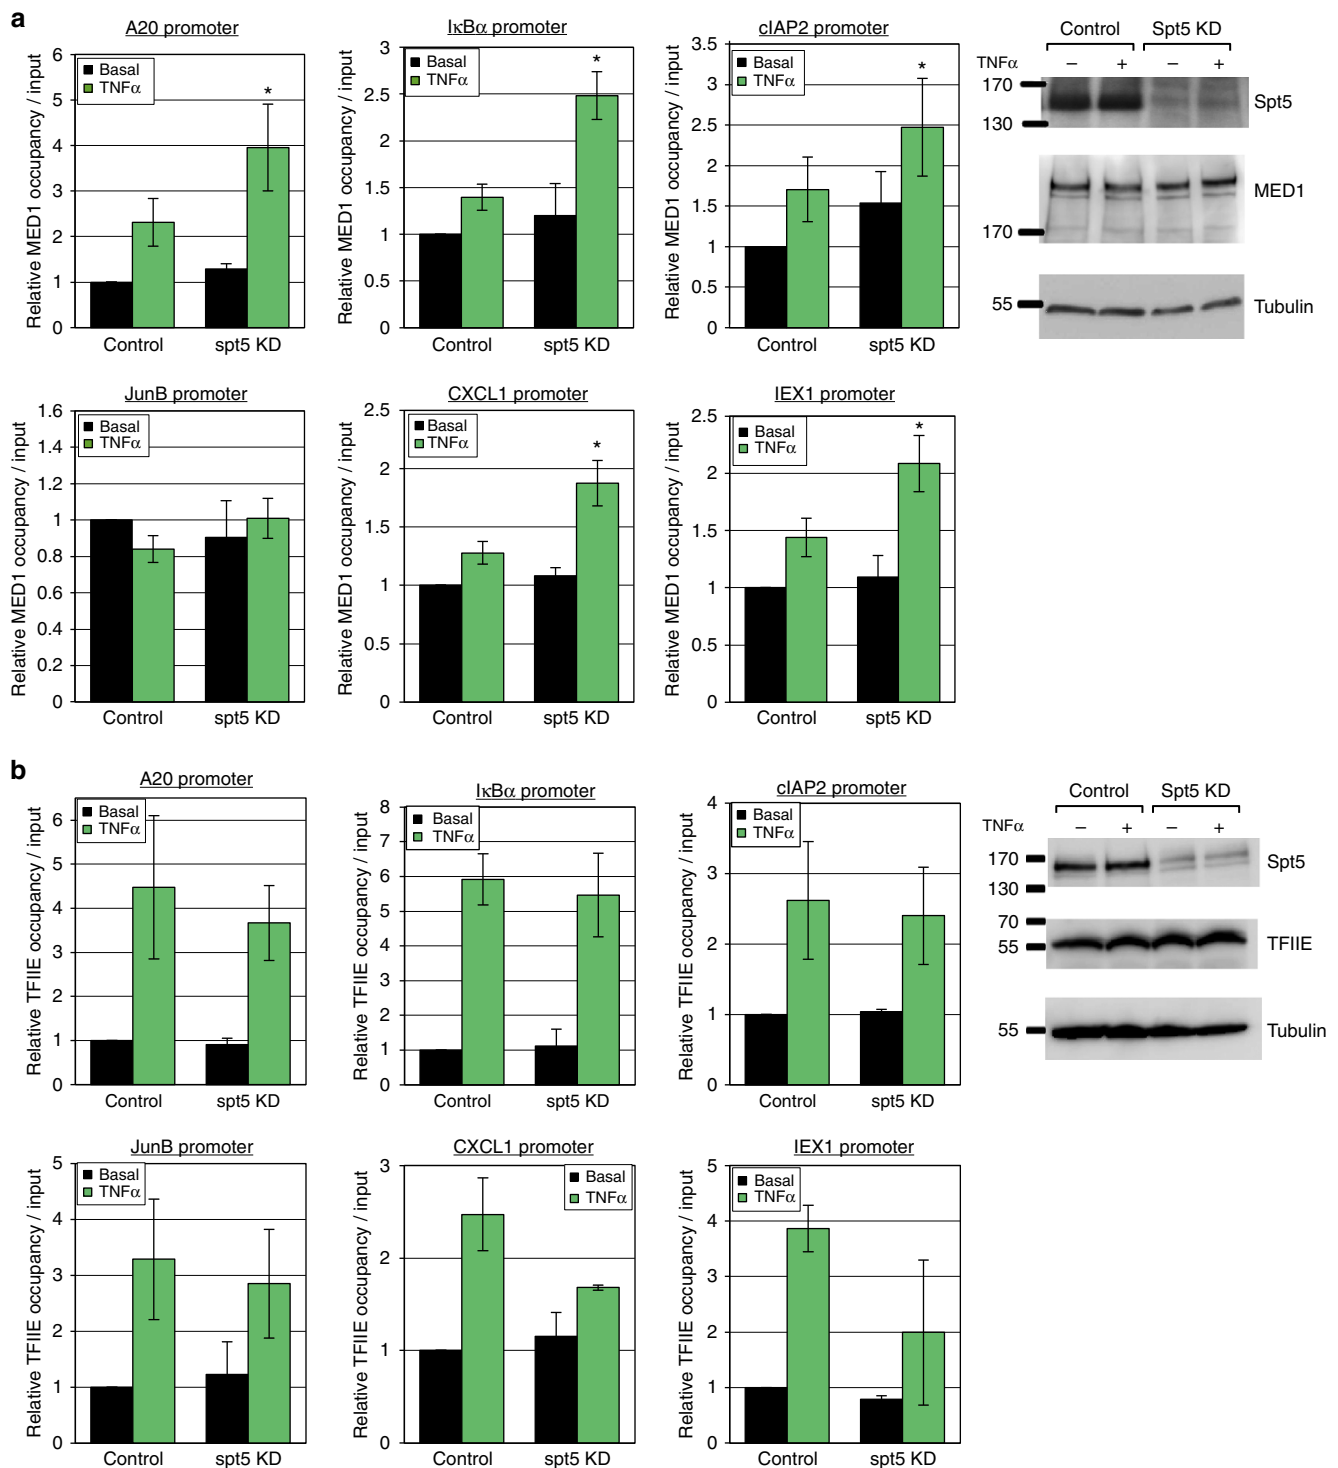 a
A20 promoter
Relative MED1 occupancy / input
6
5
4
3
2
1
0
Basal
TNFα
*
Control
spt5 KD
IκBα promoter
Relative MED1 occupancy / input
3
2.5
2
1.5
1
0.5
0
Basal
TNFα
*
Control
spt5 KD
cIAP2 promoter
Relative MED1 occupancy / input
3.5
3
2.5
2
1.5
1
0.5
0
Basal
TNFα
*
Control
spt5 KD
Control Spt5 KD
TNFα − + − +
170
130
Spt5
MED1
170
55
Tubulin
JunB promoter
Relative MED1 occupancy / input
1.6
1.4
1.2
1
0.8
0.6
0.4
0.2
0
Basal
TNFα
Control
spt5 KD
CXCL1 promoter
Relative MED1 occupancy / input
2.5
2
1.5
1
0.5
0
Basal
TNFα
*
Control
spt5 KD
IEX1 promoter
Relative MED1 occupancy / input
2.5
2
1.5
1
0.5
0
Basal
TNFα
*
Control
spt5 KD
b
A20 promoter
Relative TFIIE occupancy / input
6
5
4
3
2
1
0
Basal
TNFα
Control
spt5 KD
IκBα promoter
Relative TFIIE occupancy / input
8
7
6
5
4
3
2
1
0
Basal
TNFα
Control
spt5 KD
cIAP2 promoter
Relative TFIIE occupancy / input
4
3
2
1
0
Basal
TNFα
Control
spt5 KD
Control Spt5 KD
TNFα − + − +
170
130
Spt5
70
55
TFIIE
55
Tubulin
JunB promoter
Relative TFIIE occupancy / input
5
4
3
2
1
0
Basal
TNFα
Control
spt5 KD
CXCL1 promoter
Relative TFIIE occupancy / input
3
2
1
0
Basal
TNFα
Control
spt5 KD
IEX1 promoter
Relative TFIIE occupancy / input
5
4
3
2
1
0
Basal
TNFα
Control
spt5 KD